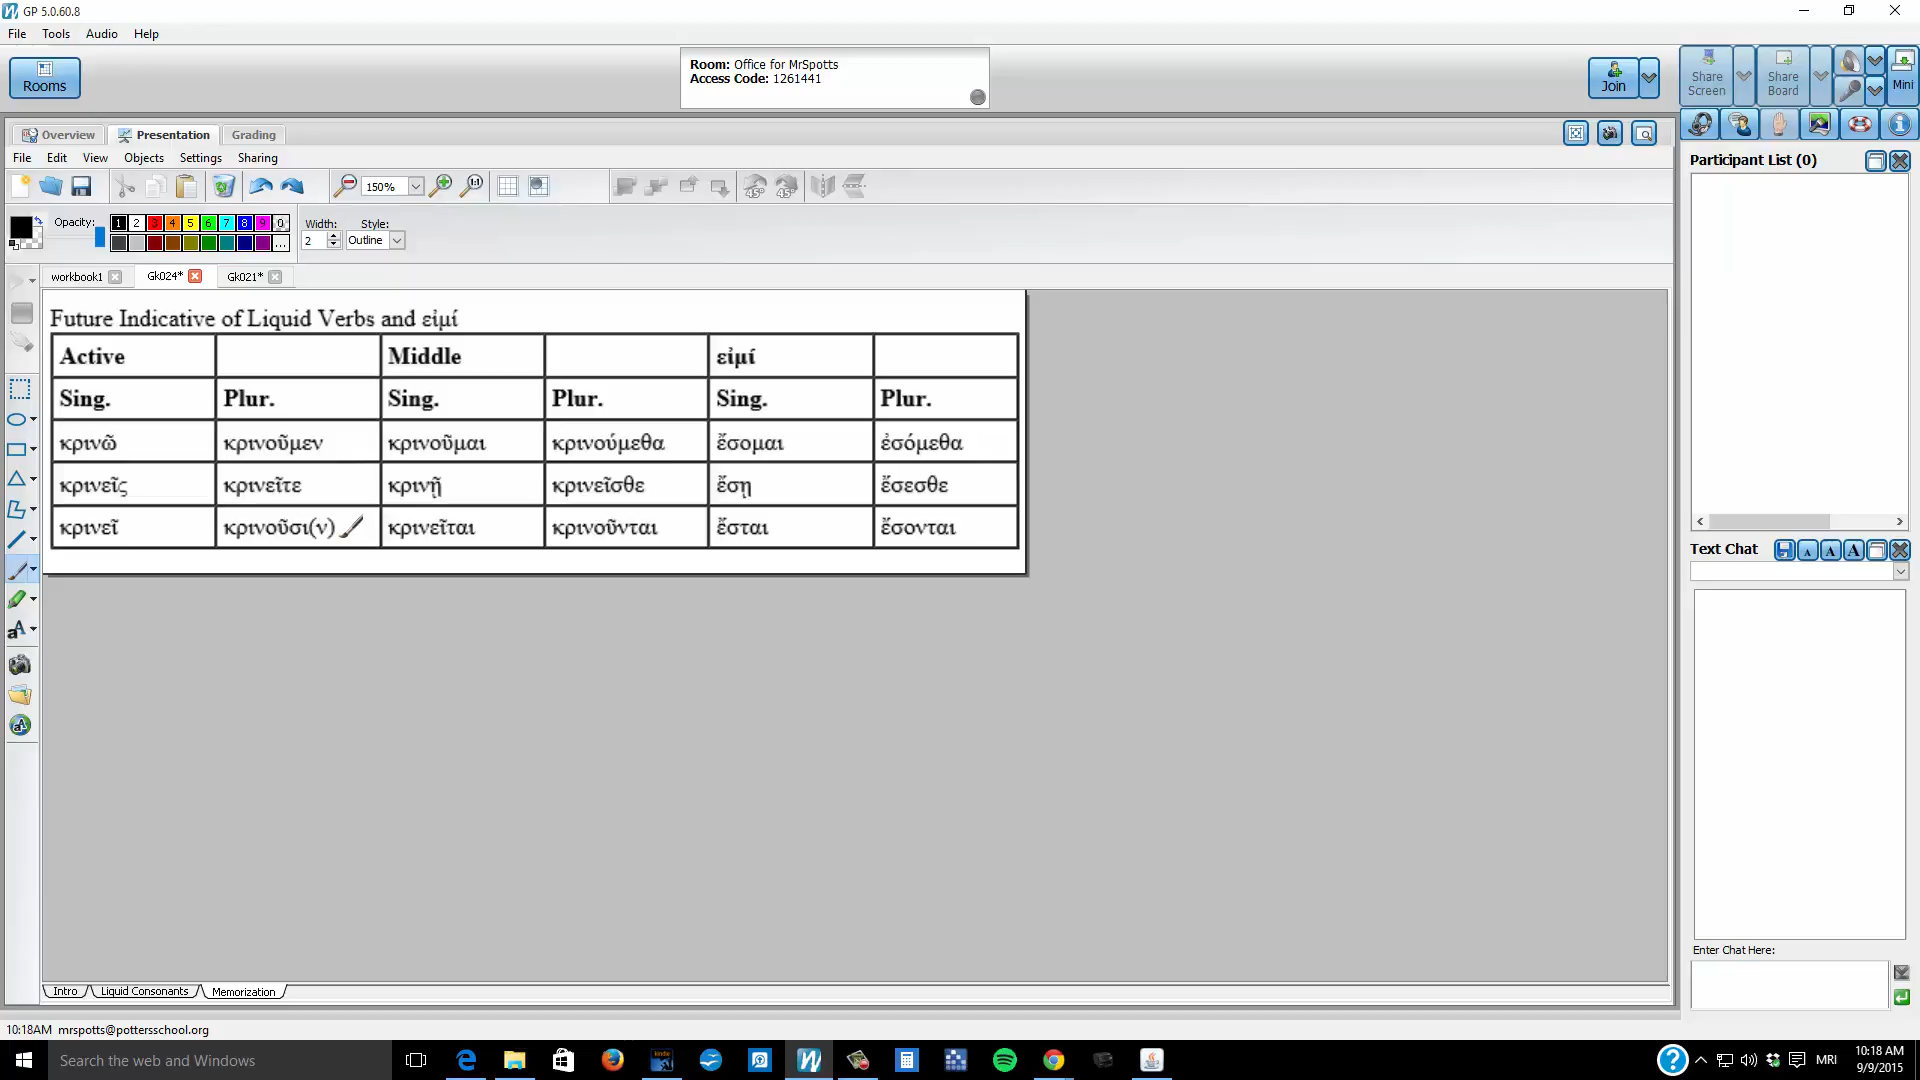 GP 5.0.60.8
File Tools Audio Help
Rooms
Room: Office for MrSpotts
Access Code: 1261441
Join
Share Screen
Share Board
Mini
Overview Presentation Grading
File Edit View Objects Settings Sharing
150%
45° 45°
Opacity:
1 2 3 4 5 6 7 8 9 0
...
Width: Style:
2 Outline
workbook1 Gk024* Gk021*
Future Indicative of Liquid Verbs and εἰμί
Active Middle εἰμί
Sing. Plur. Sing. Plur. Sing. Plur.
κρινῶ κρινοῦμεν κρινοῦμαι κρινούμεθα ἔσομαι ἐσόμεθα
κρινεῖς κρινεῖτε κρινῇ κρινεῖσθε ἔσῃ ἔσεσθε
κρινεῖ κρινοῦσι(ν) κρινεῖται κρινοῦνται ἔσται ἔσονται
Participant List (0)
Text Chat
A A A
Enter Chat Here:
Intro Liquid Consonants Memorization
10:18AM mrspotts@pottersschool.org
Search the web and Windows
kindle
MRI
10:18 AM
9/9/2015